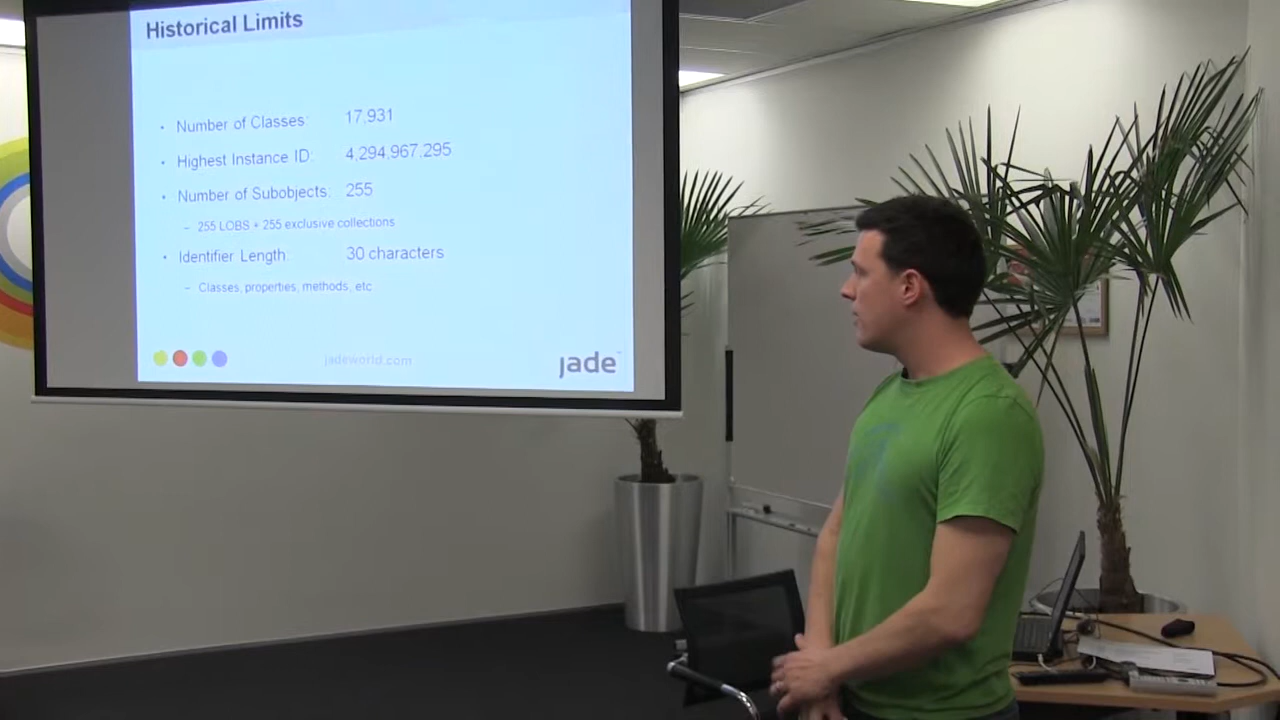 Historical Limits
• Number of Classes: 17,931
• Highest Instance ID: 4,294,967,295
• Number of Subobjects: 255
– 255 LOBS + 255 exclusive collections
• Identifier Length: 30 characters
– Classes, properties, methods, etc
jadeworld.com
jade™